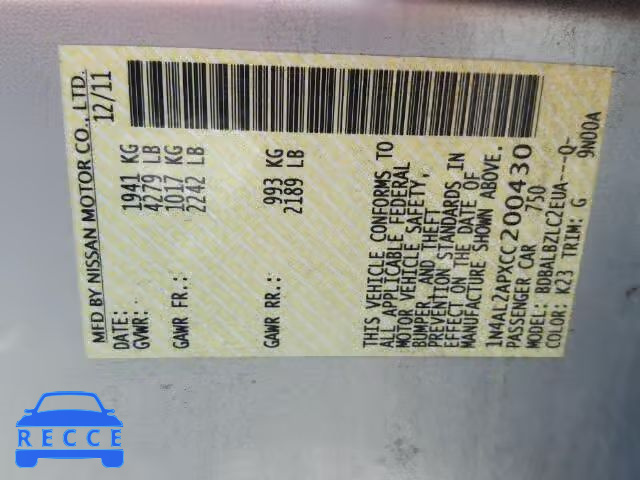 MFD BY NISSAN MOTOR CO., LTD.
DATE: 12/11
GVWR: 1941 KG
4279 LB
GAWR FR.: 1017 KG
2242 LB
GAWR RR.: 993 KG
2189 LB
THIS VEHICLE CONFORMS TO
ALL APPLICABLE FEDERAL
MOTOR VEHICLE SAFETY,
BUMPER, AND THEFT
PREVENTION STANDARDS IN
EFFECT ON THE DATE OF
MANUFACTURE SHOWN ABOVE.
1N4AL2APXCC200430
PASSENGER CAR 750
MODEL: BDBALBZLC2EUA----Q-
COLOR: K23 TRIM: G 9N00A
RECCE